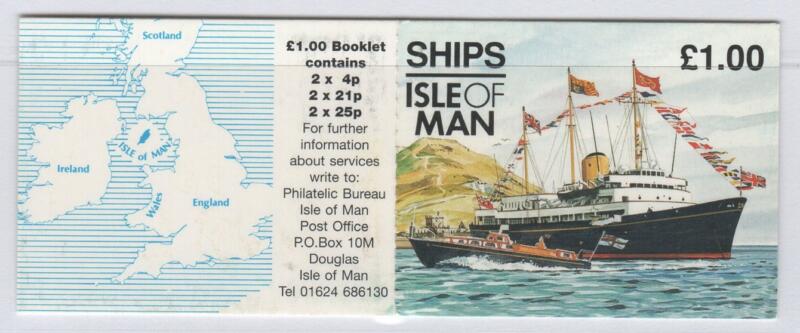 Scotland
ISLE of MAN
Ireland
Wales
England
£1.00 Booklet
contains
2 x 4p
2 x 21p
2 x 25p
For further
information
about services
write to:
Philatelic Bureau
Isle of Man
Post Office
P.O.Box 10M
Douglas
Isle of Man
Tel 01624 686130
SHIPS
ISLE OF
MAN
£1.00